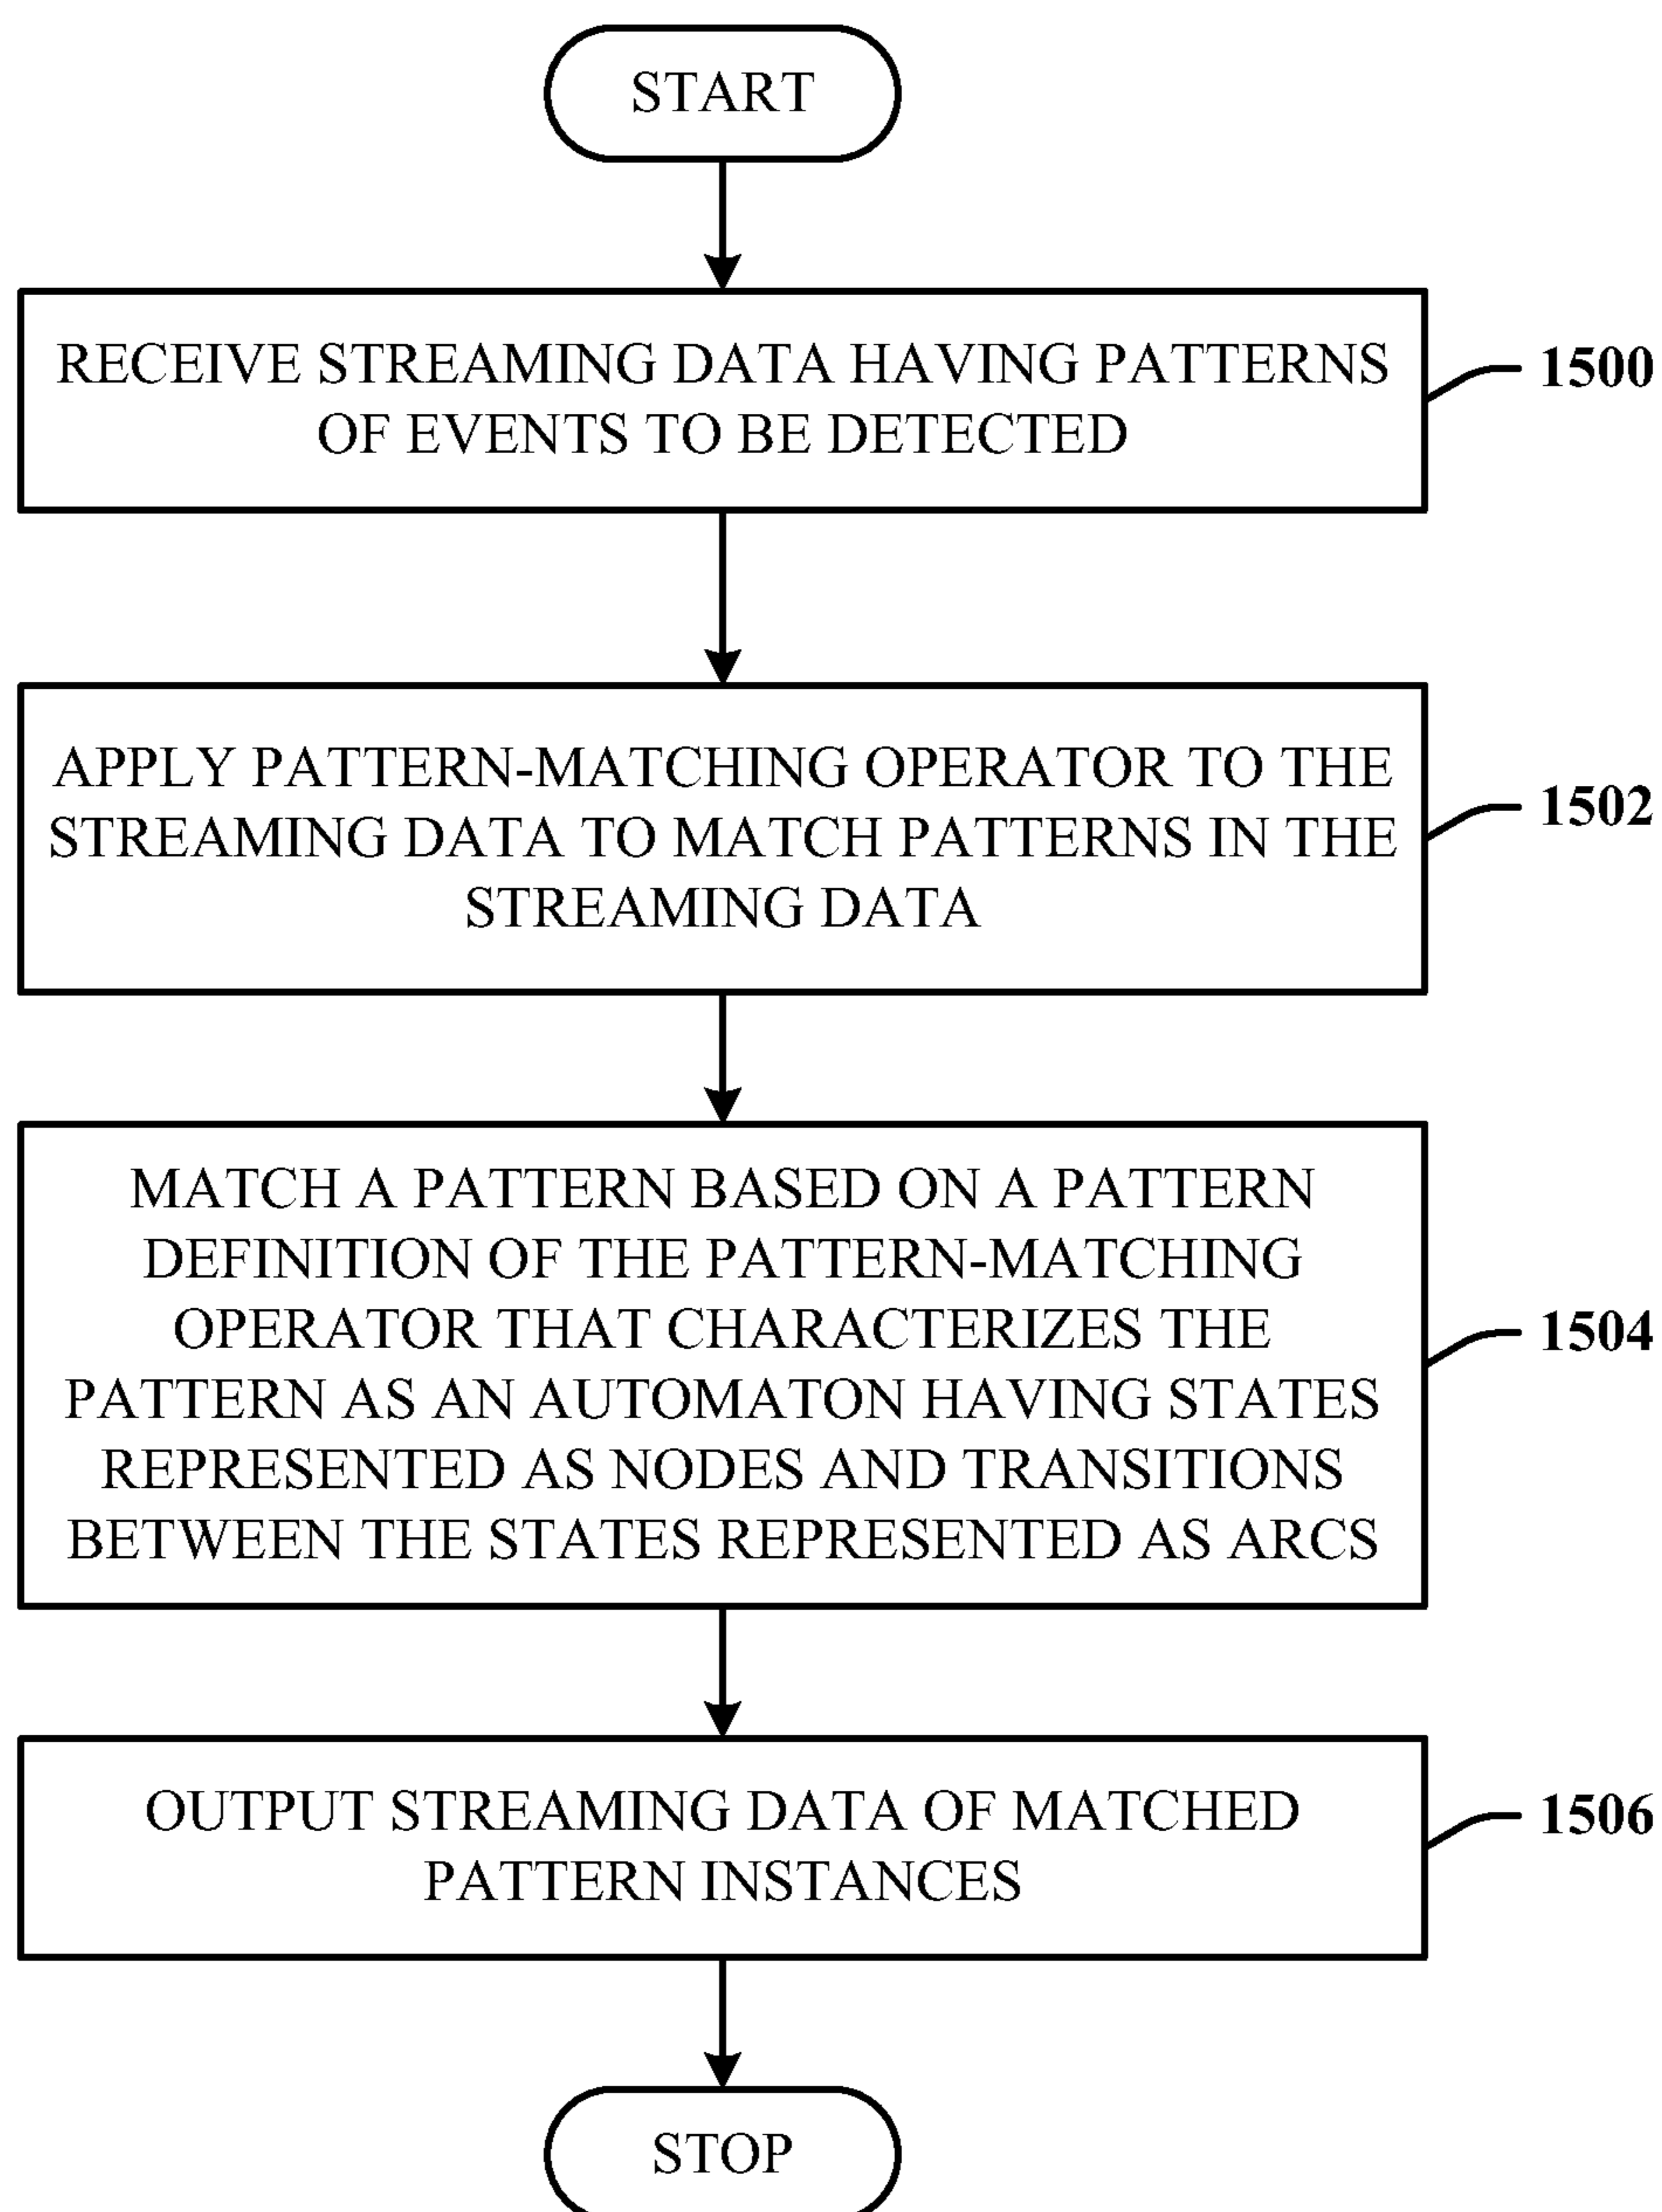 START
RECEIVE STREAMING DATA HAVING PATTERNS
OF EVENTS TO BE DETECTED
1500
APPLY PATTERN-MATCHING OPERATOR TO THE
STREAMING DATA TO MATCH PATTERNS IN THE
STREAMING DATA
1502
MATCH A PATTERN BASED ON A PATTERN
DEFINITION OF THE PATTERN-MATCHING
OPERATOR THAT CHARACTERIZES THE
PATTERN AS AN AUTOMATON HAVING STATES
REPRESENTED AS NODES AND TRANSITIONS
BETWEEN THE STATES REPRESENTED AS ARCS
1504
OUTPUT STREAMING DATA OF MATCHED
PATTERN INSTANCES
1506
STOP